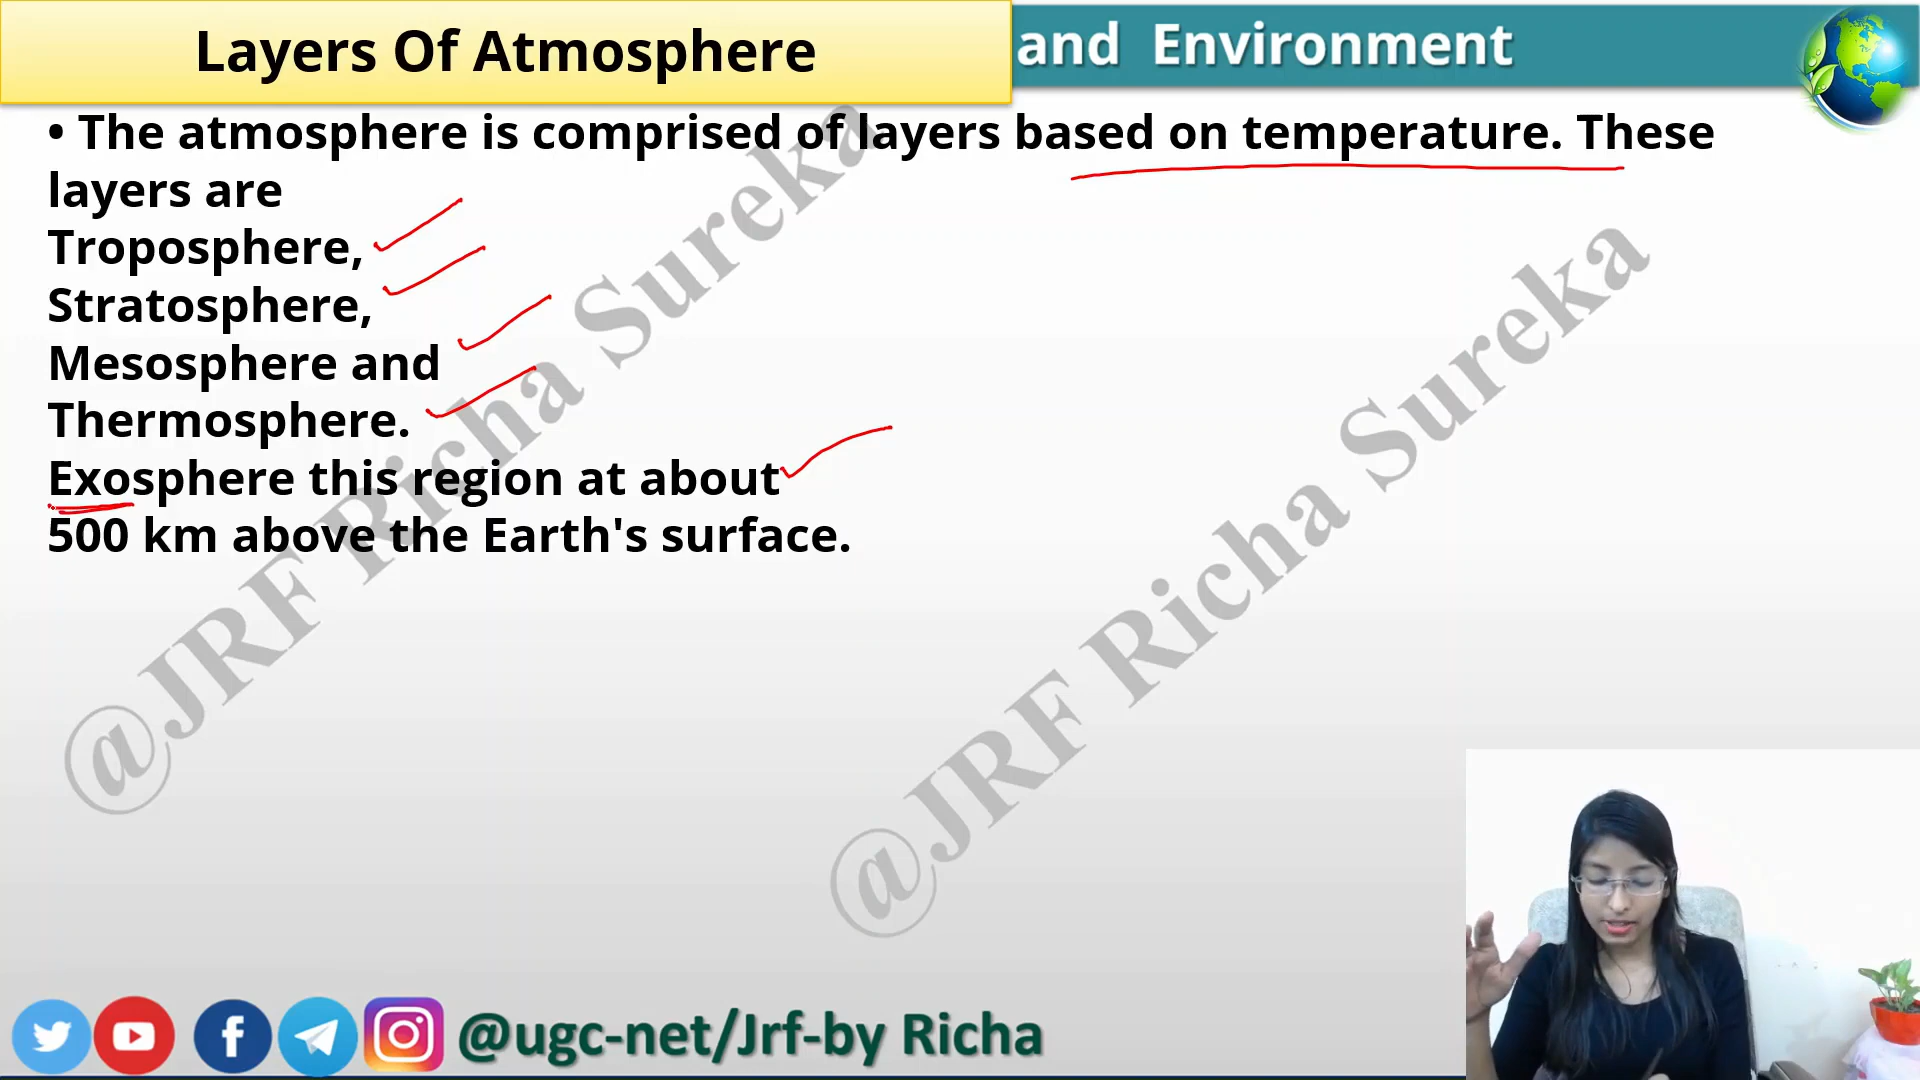 Layers Of Atmosphere
and Environment
• The atmosphere is comprised of layers based on temperature. These
layers are
Troposphere,
Stratosphere,
Mesosphere and
Thermosphere.
Exosphere this region at about
500 km above the Earth's surface.
@JRF Richa Sureka
@JRF Richa Sureka
@ugc-net/Jrf-by Richa